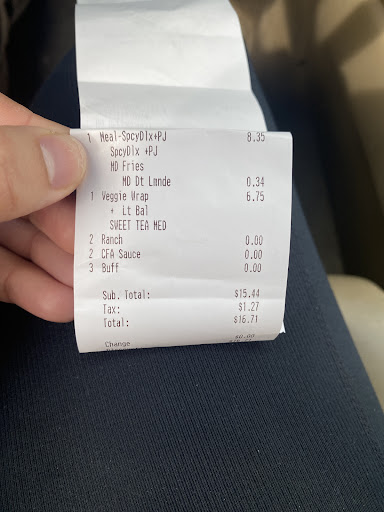 1 Meal-SpcyDlx+PJ 8.35
SpcyDlx +PJ
MD Fries
MD Dt Lmnde 0.34
1 Veggie Wrap 6.75
+ Lt Bal
SWEET TEA MED
2 Ranch 0.00
2 CFA Sauce 0.00
3 Buff 0.00
Sub. Total: $15.44
Tax: $1.27
Total: $16.71
Change $0.00